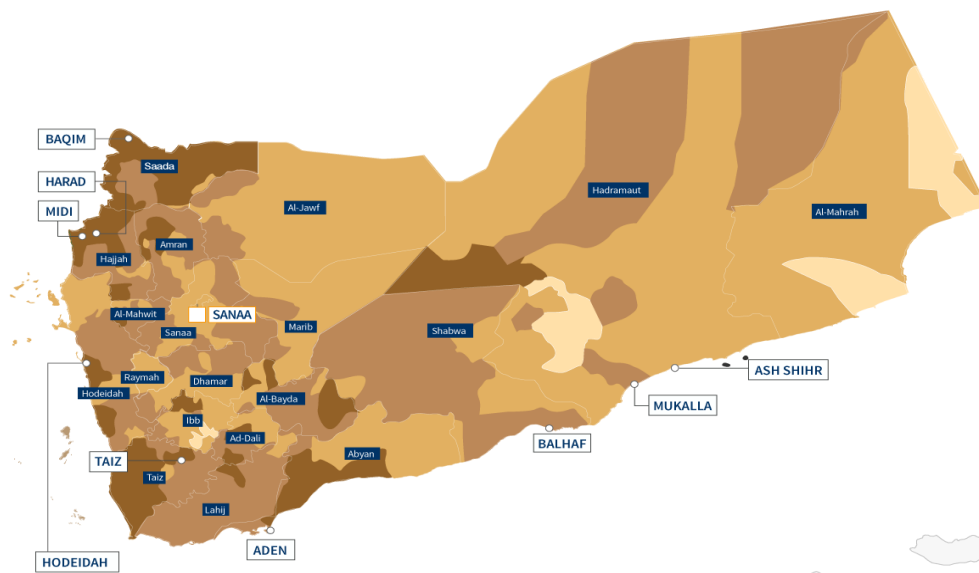 BAQIM
Saada
HARAD
MIDI
Al-Jawf
Hadramaut
Al-Mahrah
Amran
Hajjah
Al-Mahwit
SANAA
Sanaa
Marib
Shabwa
ASH SHIHR
Raymah
Dhamar
Hodeidah
Al-Bayda
MUKALLA
Ibb
Ad-Dali
BALHAF
Abyan
TAIZ
Taiz
Lahij
ADEN
HODEIDAH